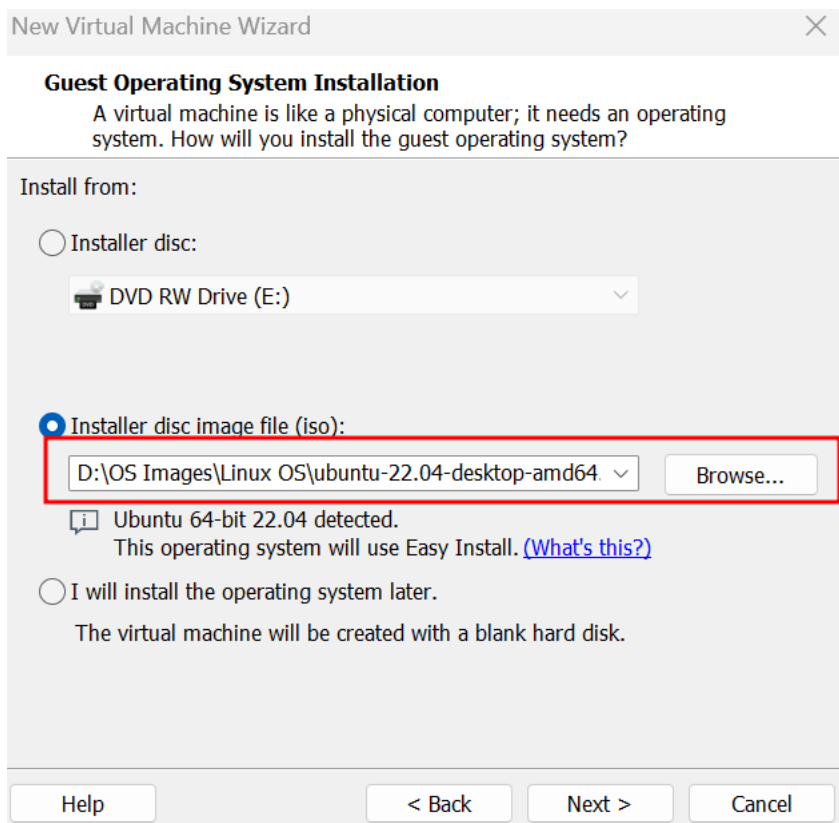 New Virtual Machine Wizard
Guest Operating System Installation
A virtual machine is like a physical computer; it needs an operating
system. How will you install the guest operating system?
Install from:
Installer disc:
DVD RW Drive (E:)
Installer disc image file (iso):
D:\OS Images\Linux OS\ubuntu-22.04-desktop-amd64. Browse...
Ubuntu 64-bit 22.04 detected.
This operating system will use Easy Install. (What's this?)
I will install the operating system later.
The virtual machine will be created with a blank hard disk.
Help < Back Next > Cancel